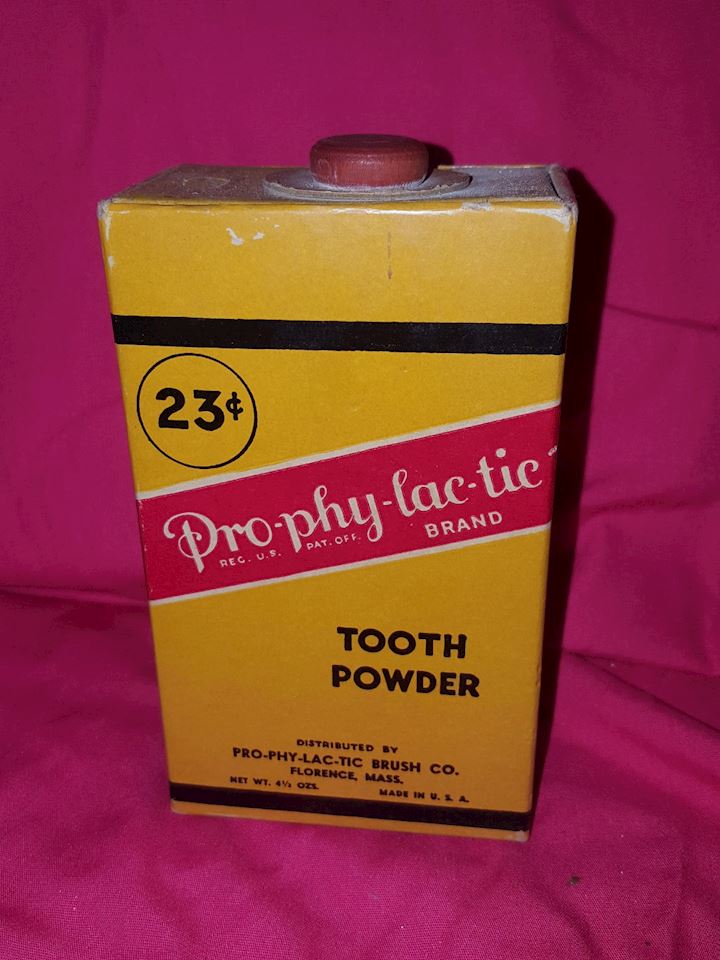 23¢
Pro-phy-lac-tic
REG. U.S. PAT. OFF. BRAND
TOOTH
POWDER
DISTRIBUTED BY
PRO-PHY-LAC-TIC BRUSH CO.
FLORENCE, MASS.
NET WT. 4½ OZS. MADE IN U. S. A.